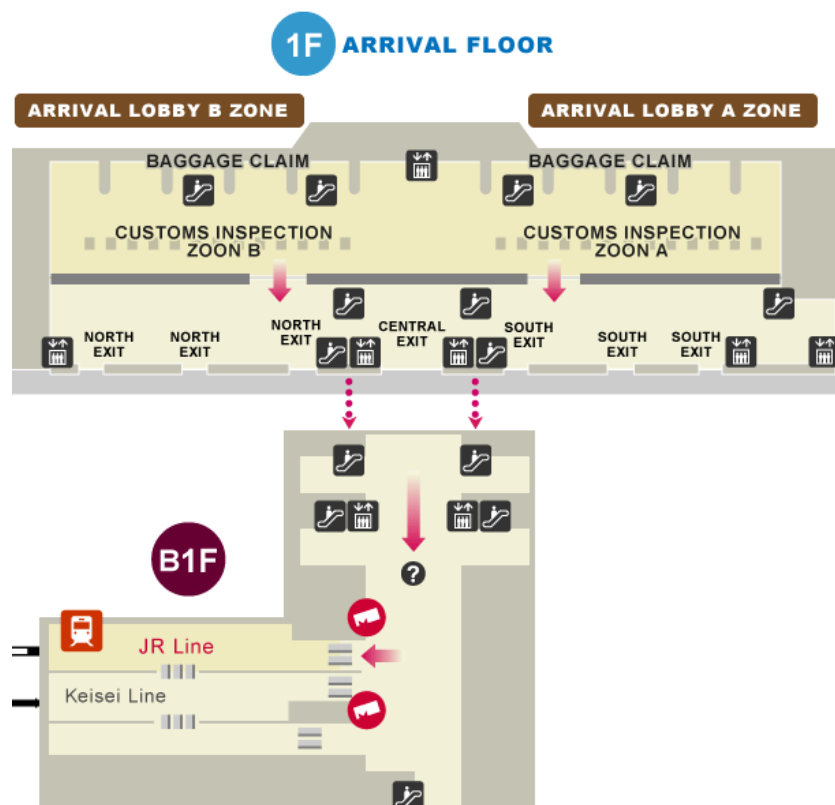 1F ARRIVAL FLOOR
ARRIVAL LOBBY B ZONE
ARRIVAL LOBBY A ZONE
BAGGAGE CLAIM
BAGGAGE CLAIM
CUSTOMS INSPECTION
ZOON B
CUSTOMS INSPECTION
ZOON A
NORTH
EXIT
NORTH
EXIT
NORTH
EXIT
CENTRAL
EXIT
SOUTH
EXIT
SOUTH
EXIT
SOUTH
EXIT
?
B1F
JR Line
Keisei Line